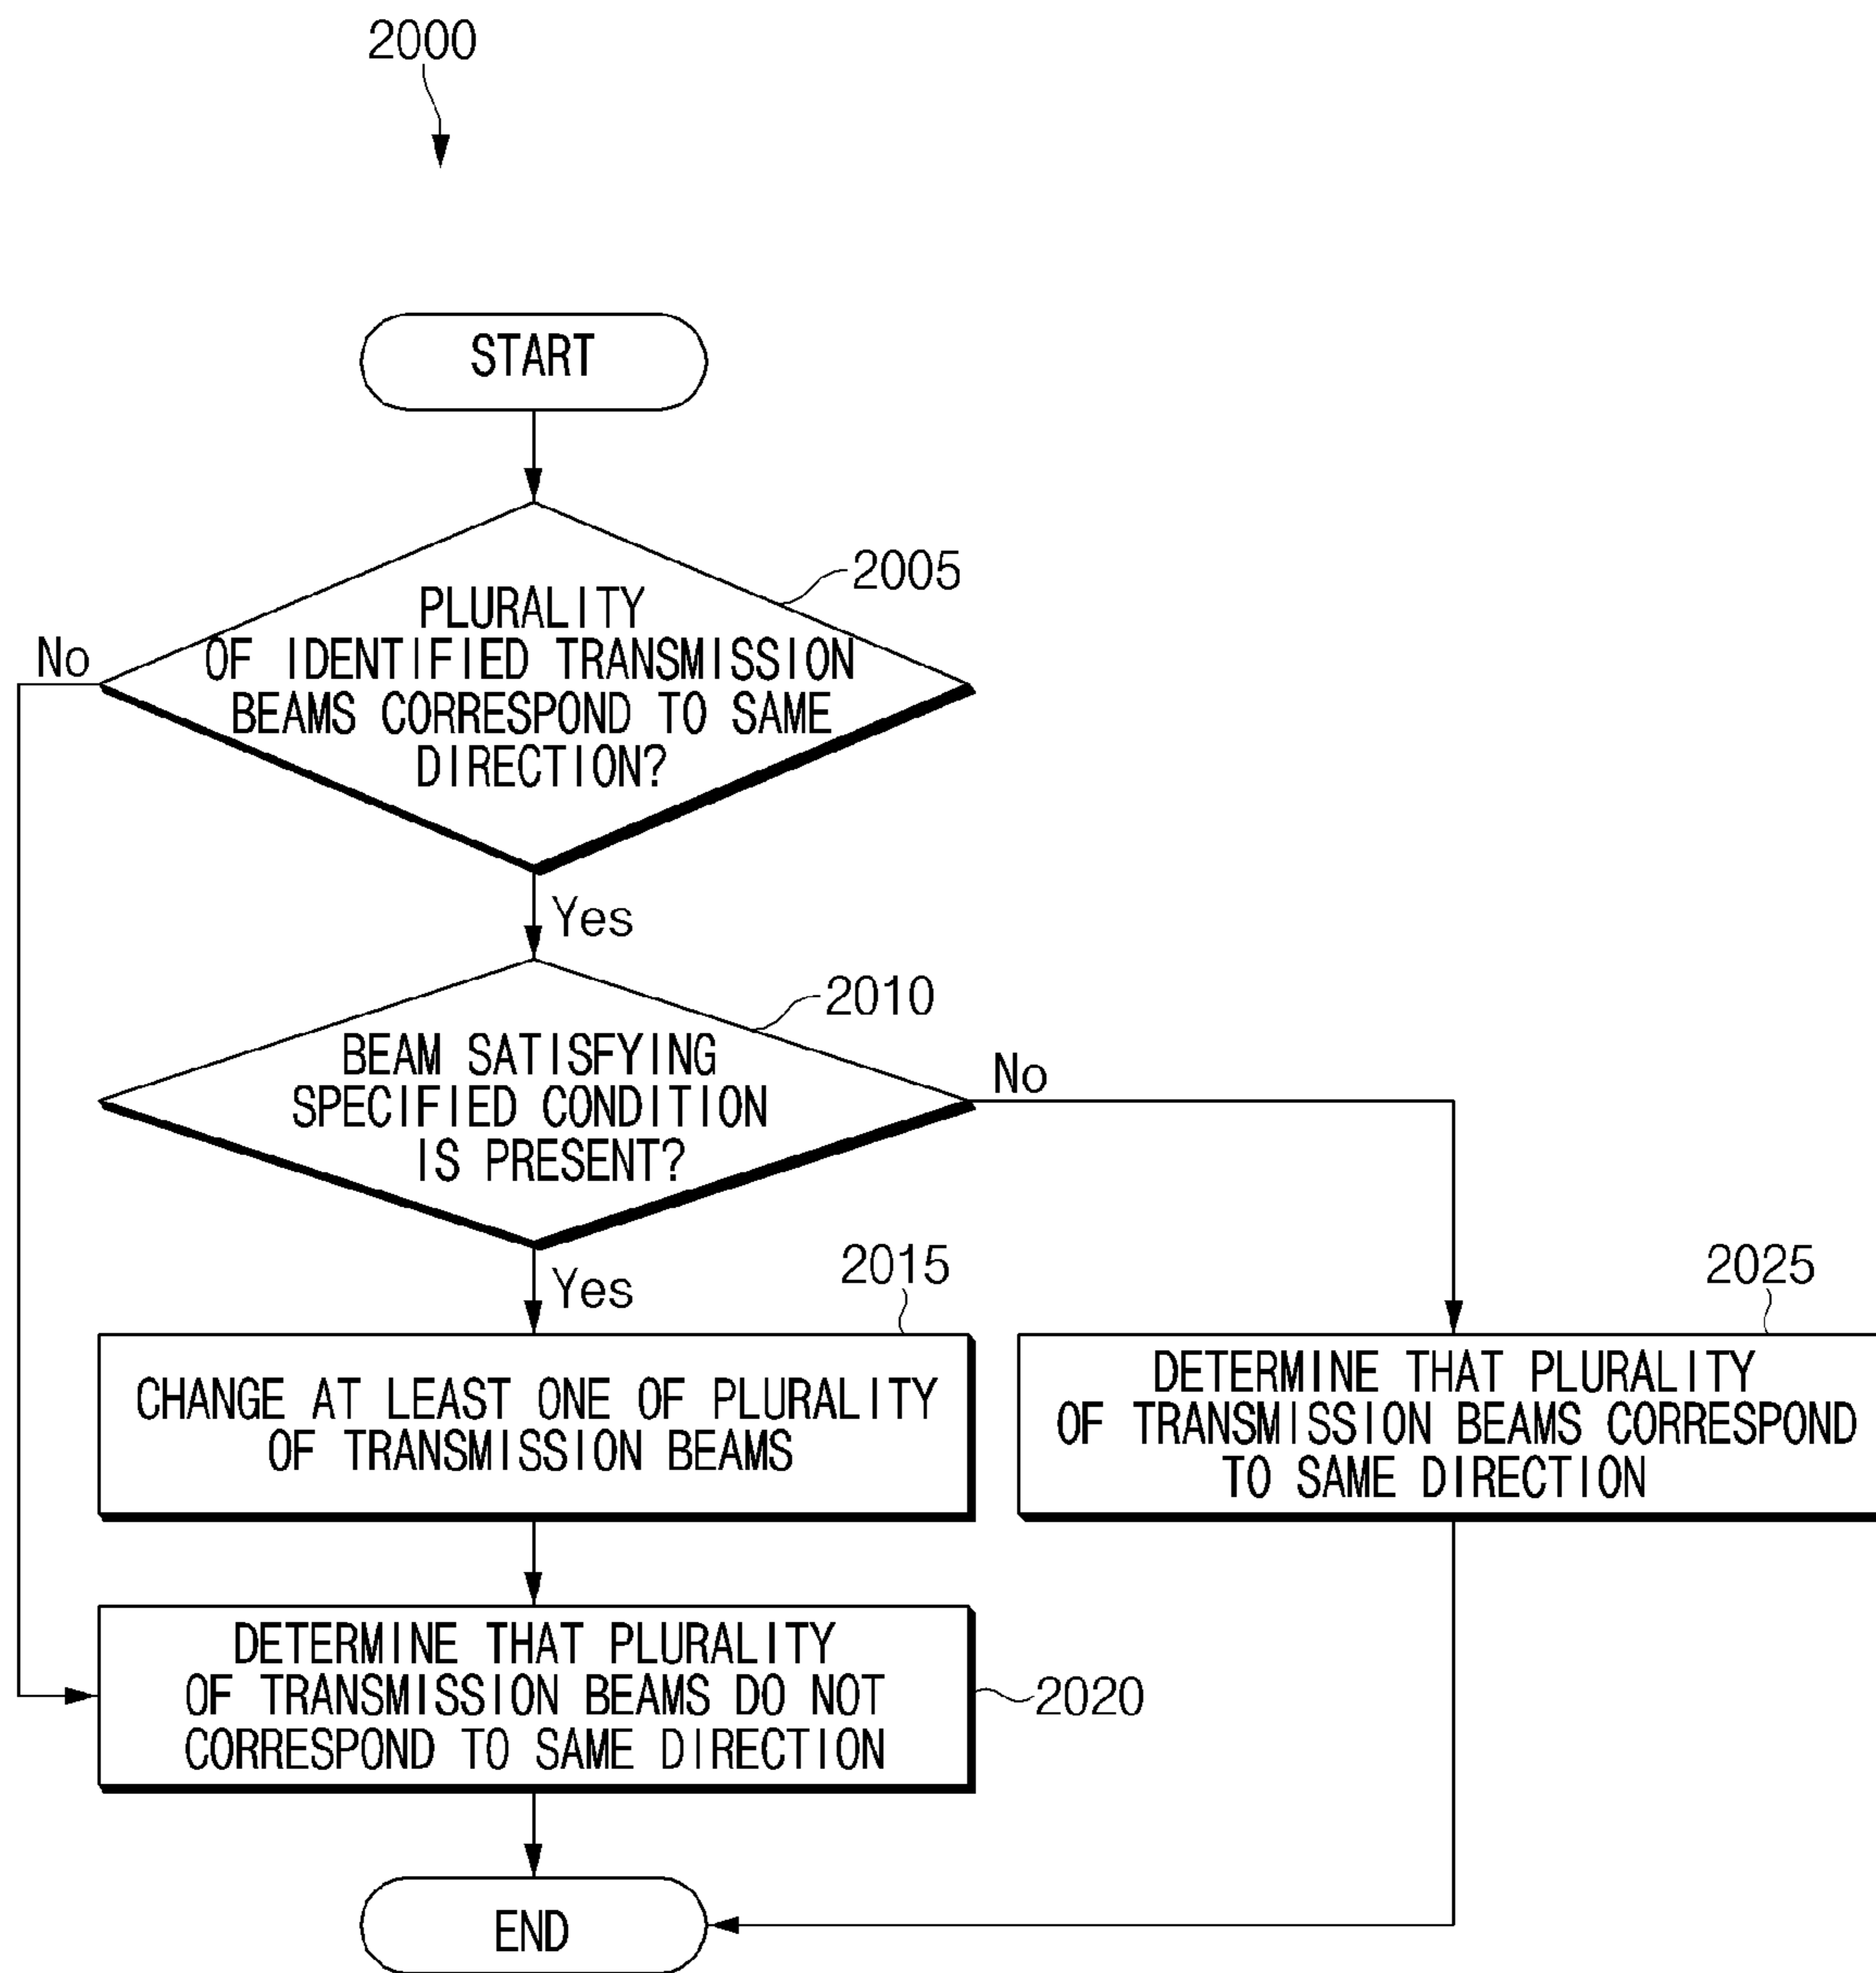 2000
START
2005
PLURALITY
OF IDENTIFIED TRANSMISSION
BEAMS CORRESPOND TO SAME
DIRECTION?
No
Yes
2010
BEAM SATISFYING
SPECIFIED CONDITION
IS PRESENT?
No
Yes
2015
CHANGE AT LEAST ONE OF PLURALITY
OF TRANSMISSION BEAMS
2025
DETERMINE THAT PLURALITY
OF TRANSMISSION BEAMS CORRESPOND
TO SAME DIRECTION
DETERMINE THAT PLURALITY
OF TRANSMISSION BEAMS DO NOT
CORRESPOND TO SAME DIRECTION
2020
END